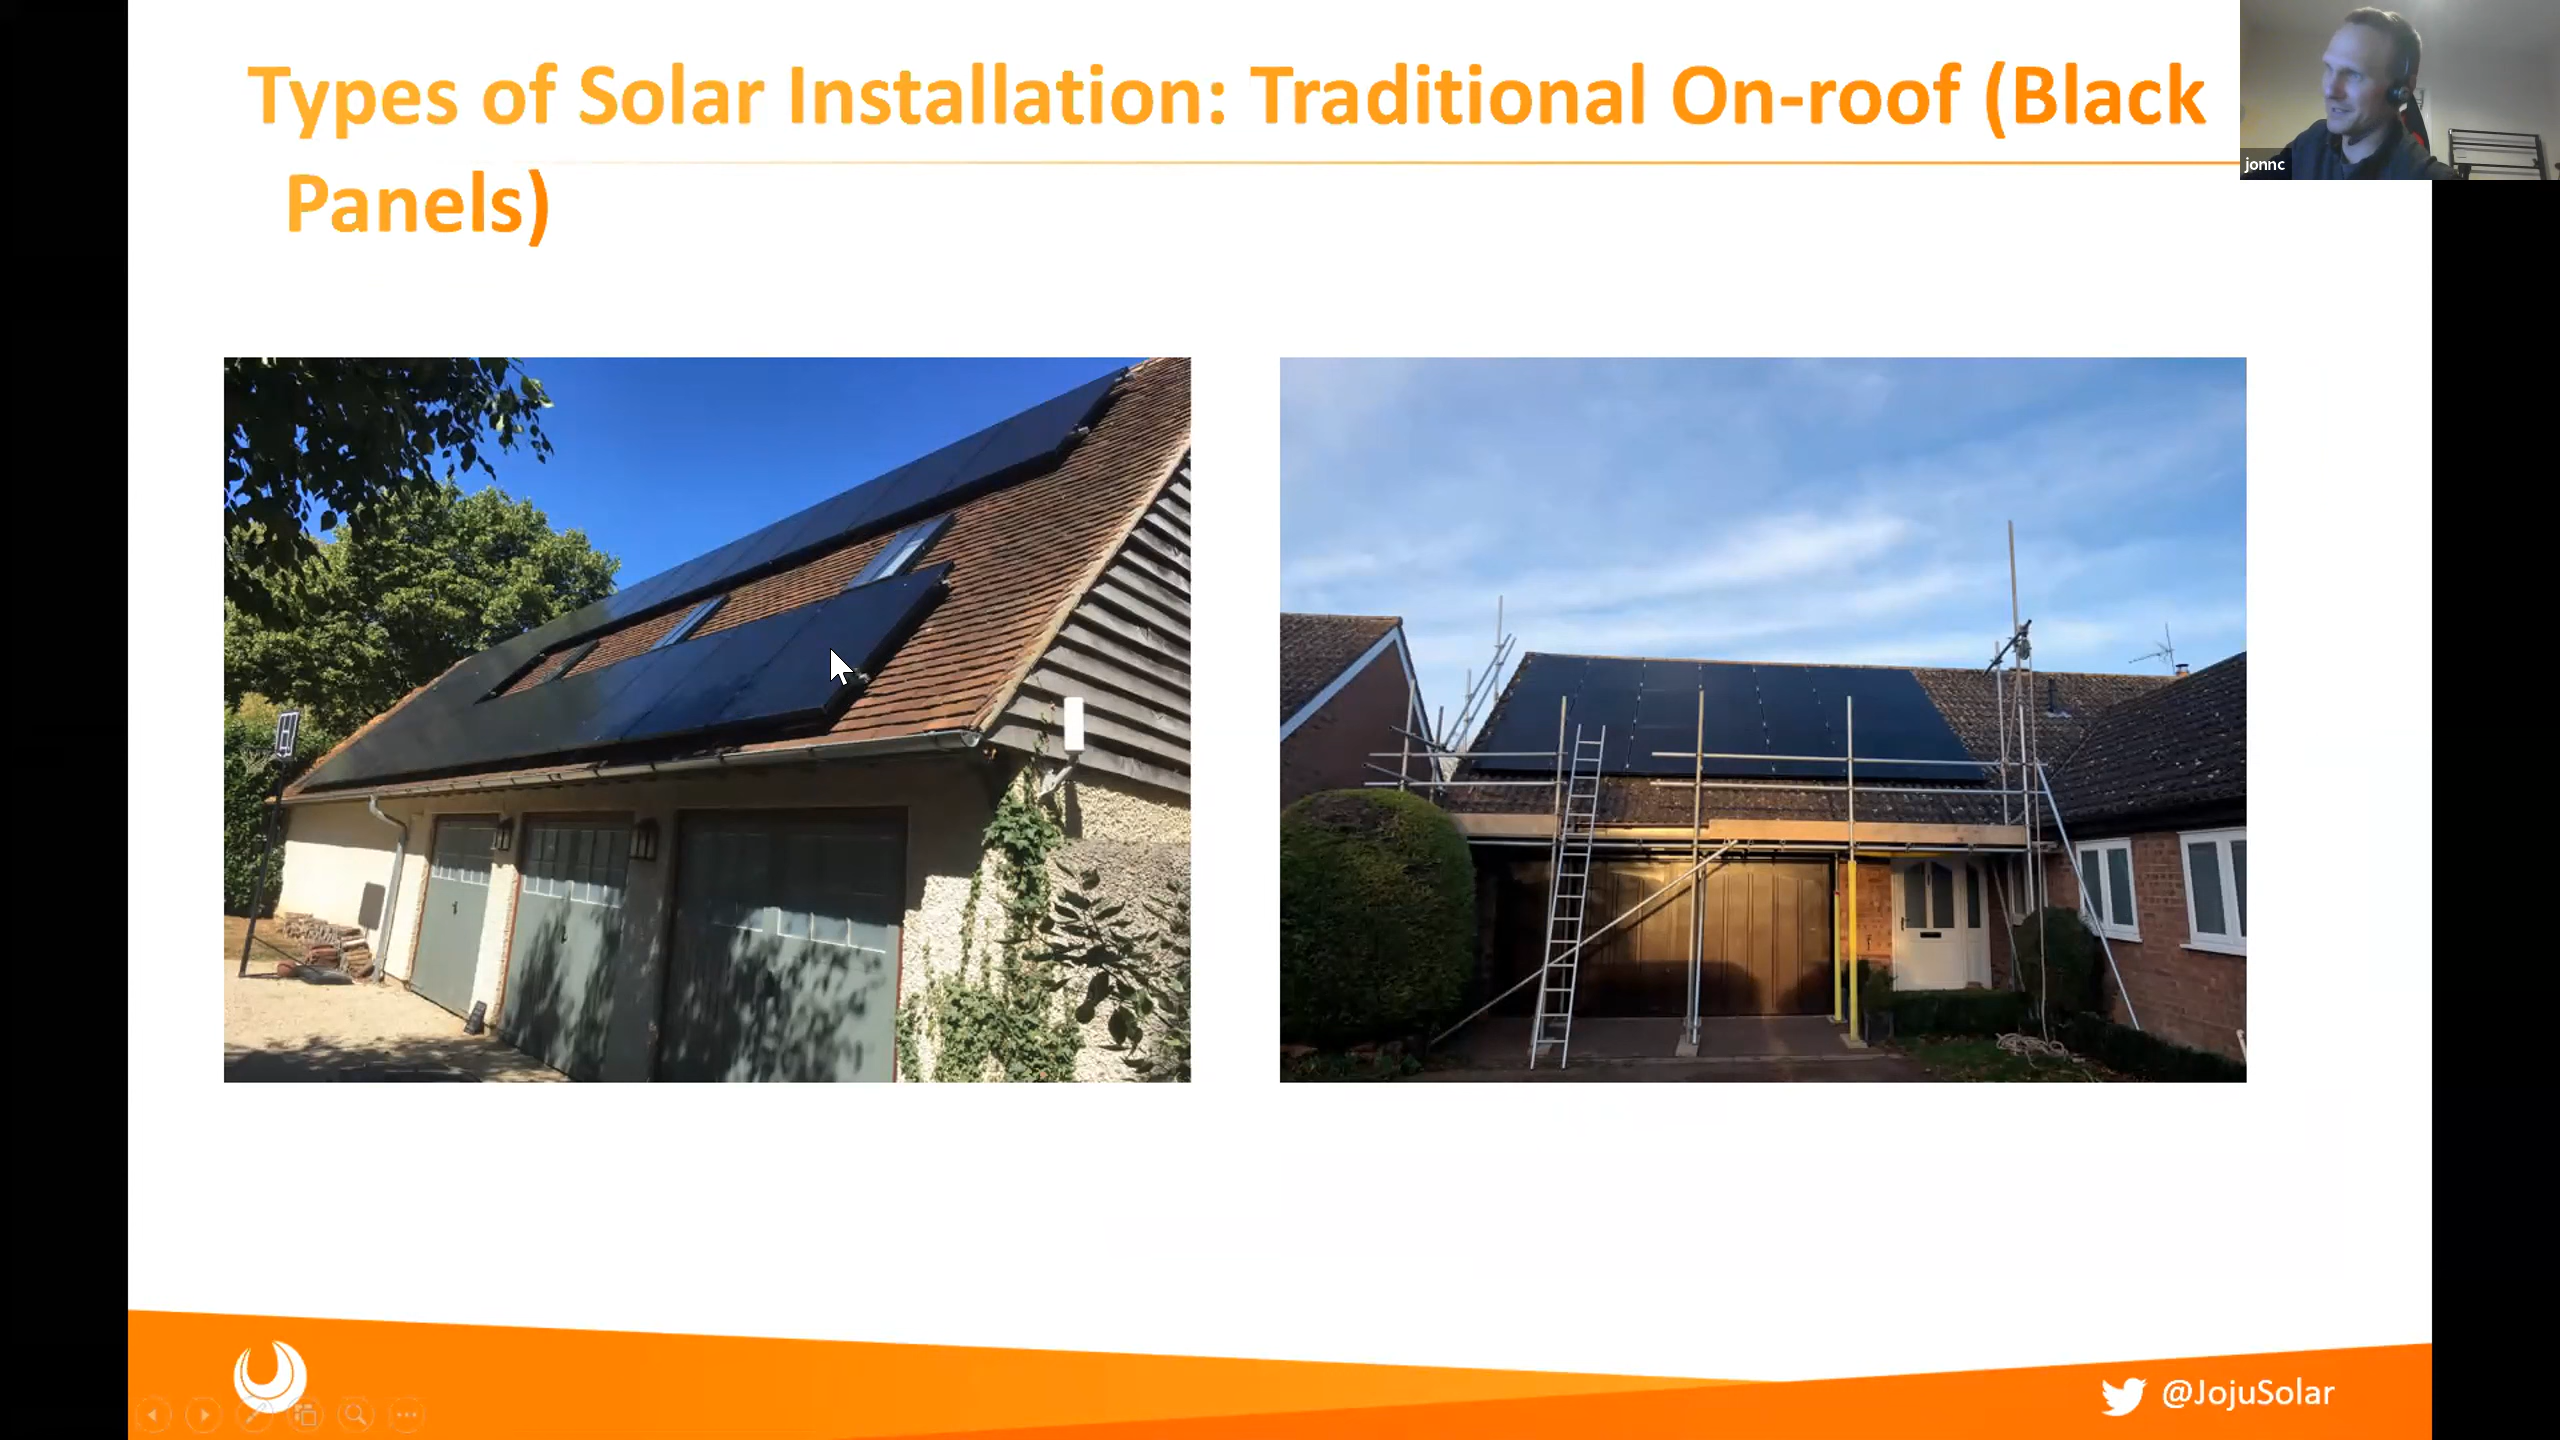 Types of Solar Installation: Traditional On-roof (Black
Panels)
jonnc
@JojuSolar